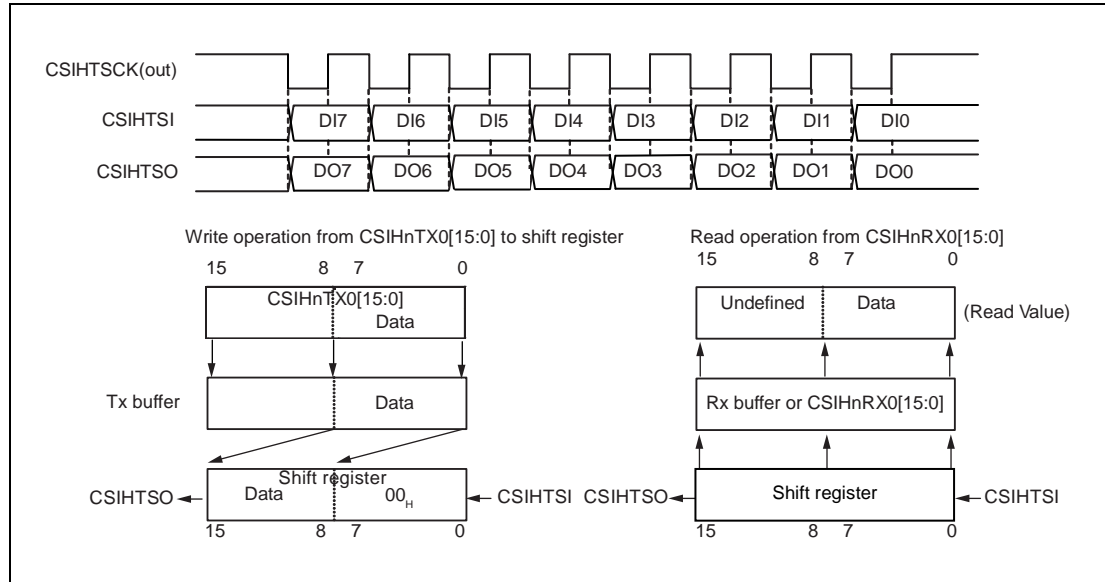 CSIHTSCK(out)
CSIHTSI DI7 DI6 DI5 DI4 DI3 DI2 DI1 DI0
CSIHTSO DO7 DO6 DO5 DO4 DO3 DO2 DO1 DO0
Write operation from CSIHnTX0[15:0] to shift register
15 8 7 0
CSIHnTX0[15:0]
Data
Tx buffer Data
Shift register
CSIHTSO Data 00H CSIHTSI
15 8 7 0
Read operation from CSIHnRX0[15:0]
15 8 7 0
Undefined Data (Read Value)
Rx buffer or CSIHnRX0[15:0]
CSIHTSO Shift register CSIHTSI
15 8 7 0